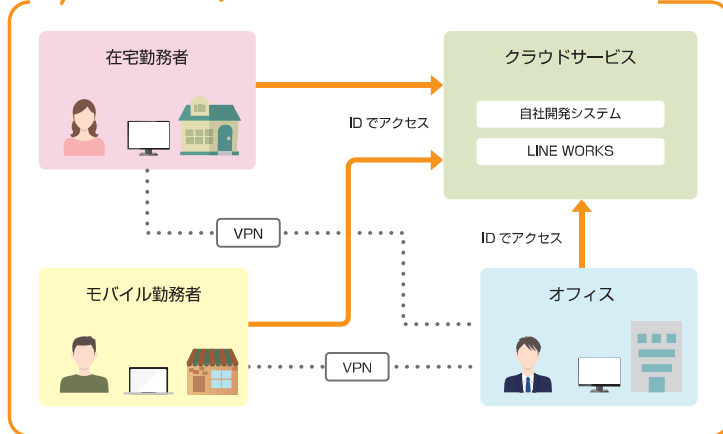 在宅勤務者
クラウドサービス
自社開発システム
LINE WORKS
IDでアクセス
VPN
IDでアクセス
モバイル勤務者
オフィス
VPN